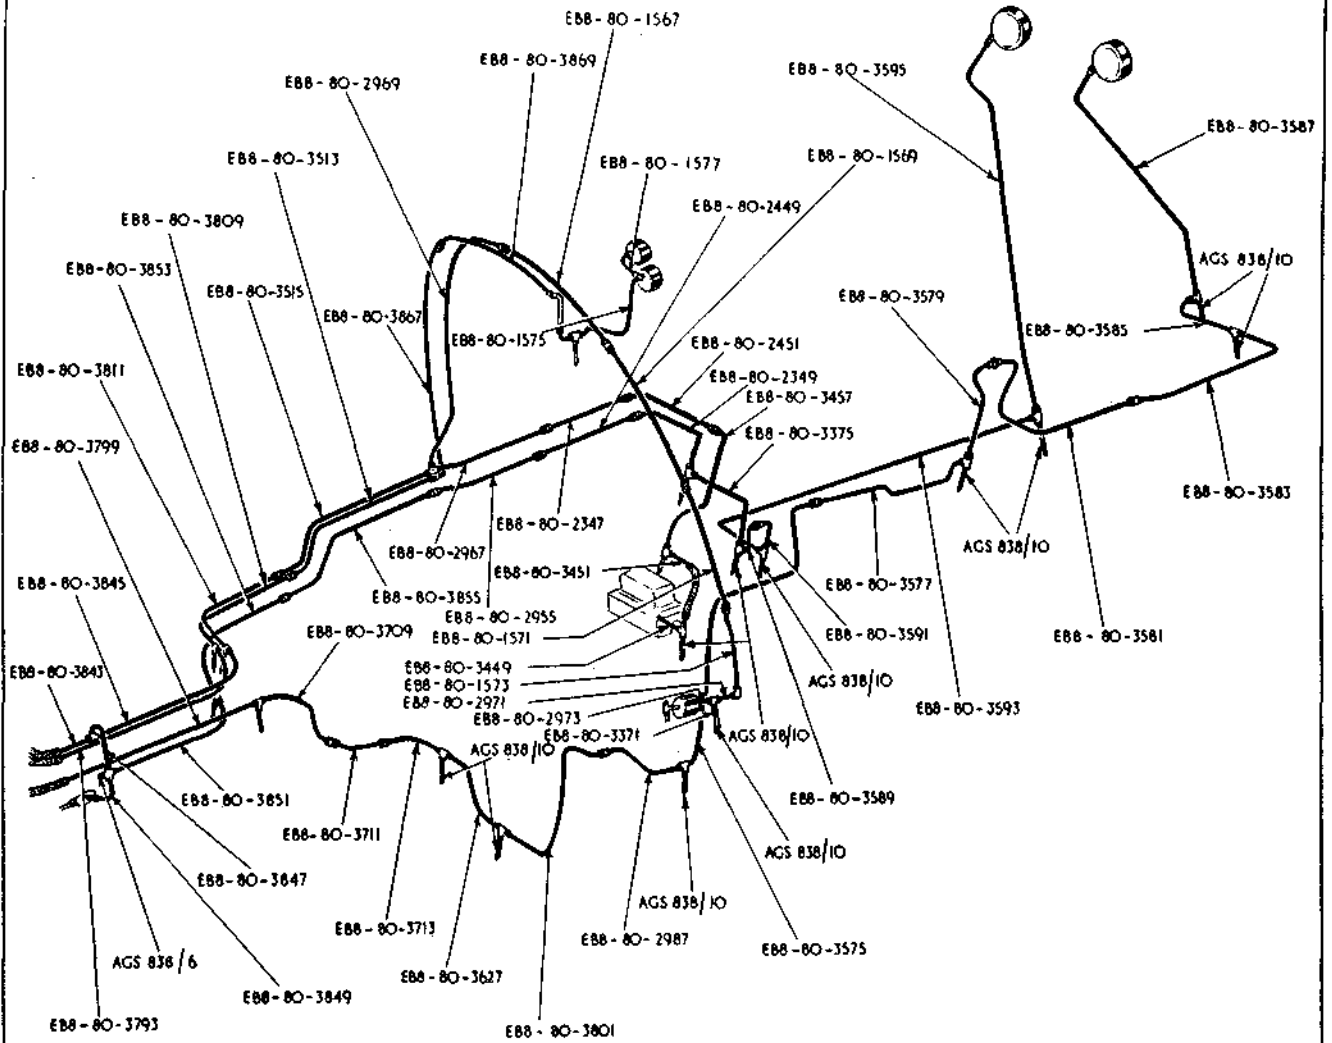 EB8-80-1567
EB8-80-3869
EB8-80-3595
EB8-80-2969
EB8-80-3587
EB8-80-3513
EB8-80-1577
EB8-80-1569
EB8-80-2449
EB8-80-3809
AGS 838/10
EB8-80-3853
EB8-80-3515
EB8-80-3579
EB8-80-3867
EB8-80-1575
EB8-80-3585
EB8-80-2451
EB8-80-3811
EB8-80-2349
EB8-80-3457
EB8-80-3375
EB8-80-3799
EB8-80-3583
EB8-80-2347
AGS 838/10
EB8-80-2967
EB8-80-3451
EB8-80-3845
EB8-80-3577
EB8-80-3855
EB8-80-2955
EB8-80-3709
EB8-80-1571
EB8-80-3591
EB8-80-3581
EB8-80-3449
EB8-80-3843
EB8-80-1573
AGS 838/10
EB8-80-2971
EB8-80-3593
EB8-80-2973
EB8-80-3371
AGS 838/10
AGS 838/10
EB8-80-3851
EB8-80-3589
EB8-80-3711
AGS 838/10
EB8-80-3847
AGS 838/10
EB8-80-3713
EB8-80-2987
EB8-80-3575
AGS 838/6
EB8-80-3627
EB8-80-3849
EB8-80-3793
EB8-80-3801